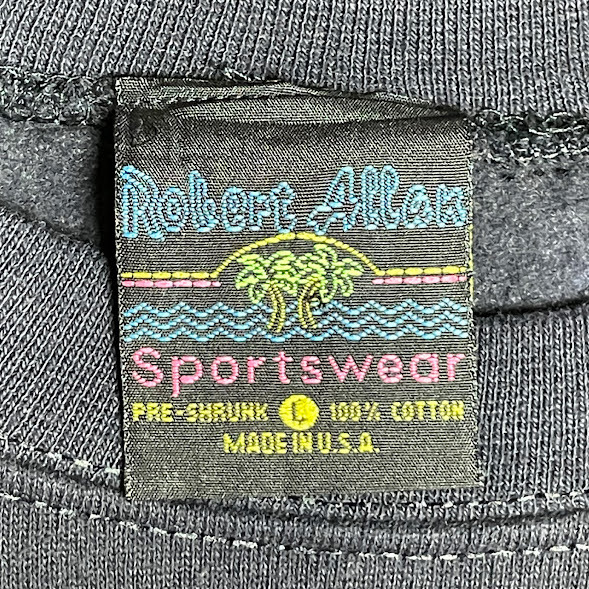 Robert Allan
Sportswear
PRE-SHRUNK L 100% COTTON
MADE IN U.S.A.